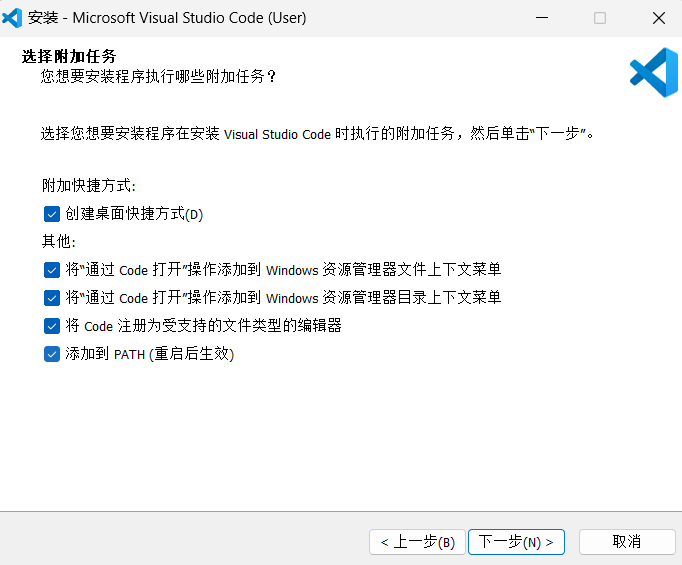 安装 - Microsoft Visual Studio Code (User)
选择附加任务
您想要安装程序执行哪些附加任务？
选择您想要安装程序在安装 Visual Studio Code 时执行的附加任务，然后单击“下一步”。
附加快捷方式:
创建桌面快捷方式(D)
其他:
将“通过 Code 打开”操作添加到 Windows 资源管理器文件上下文菜单
将“通过 Code 打开”操作添加到 Windows 资源管理器目录上下文菜单
将 Code 注册为受支持的文件类型的编辑器
添加到 PATH (重启后生效)
< 上一步(B) 下一步(N) > 取消